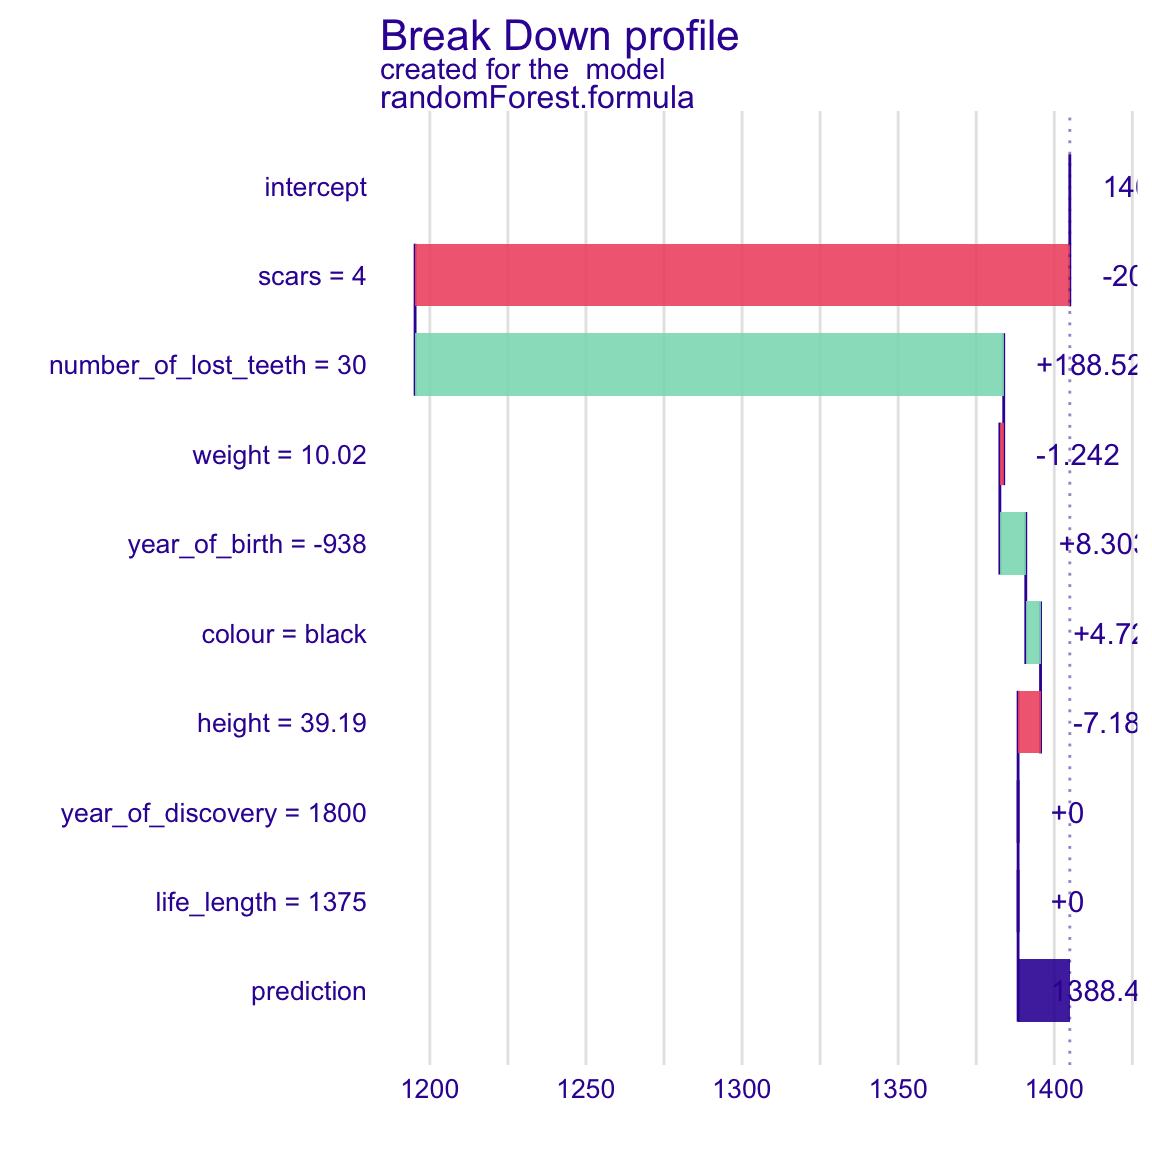 Break Down profile
created for the  model
randomForest.formula
intercept 140
scars = 4 -20
number_of_lost_teeth = 30 +188.52
weight = 10.02 -1.242
year_of_birth = -938 +8.303
colour = black +4.72
height = 39.19 -7.18
year_of_discovery = 1800 +0
life_length = 1375 +0
prediction 1388.4
1200 1250 1300 1350 1400